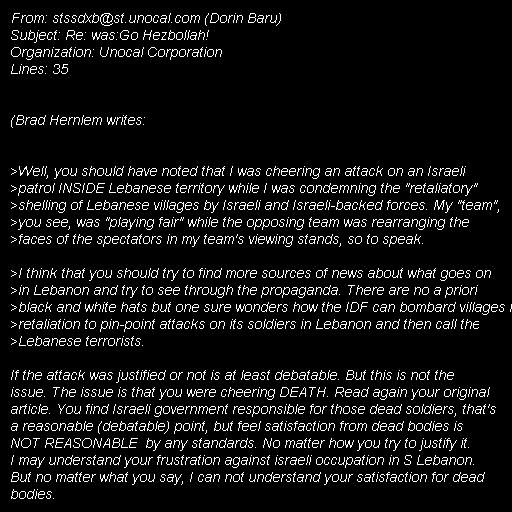 From: stssdxb@st.unocal.com (Dorin Baru)
Subject: Re: was:Go Hezbollah!
Organization: Unocal Corporation
Lines: 35
(Brad Hernlem writes:
>Well, you should have noted that I was cheering an attack on an Israeli
>patrol INSIDE Lebanese territory while I was condemning the "retaliatory"
>shelling of Lebanese villages by Israeli and Israeli-backed forces. My "team",
>you see, was "playing fair" while the opposing team was rearranging the
>faces of the spectators in my team's viewing stands, so to speak.
>I think that you should try to find more sources of news about what goes on
>in Lebanon and try to see through the propaganda. There are no a priori
>black and white hats but one sure wonders how the IDF can bombard villages
>retaliation to pin-point attacks on its soldiers in Lebanon and then call the
>Lebanese terrorists.
If the attack was justified or not is at least debatable. But this is not the
issue. The issue is that you were cheering DEATH. Read again your original
article. You find Israeli government responsible for those dead soldiers, that's
a reasonable (debatable) point, but feel satisfaction from dead bodies is
NOT REASONABLE  by any standards. No matter how you try to justify it.
I may understand your frustration against israeli occupation in S Lebanon.
But no matter what you say, I can not understand your satisfaction for dead
bodies.